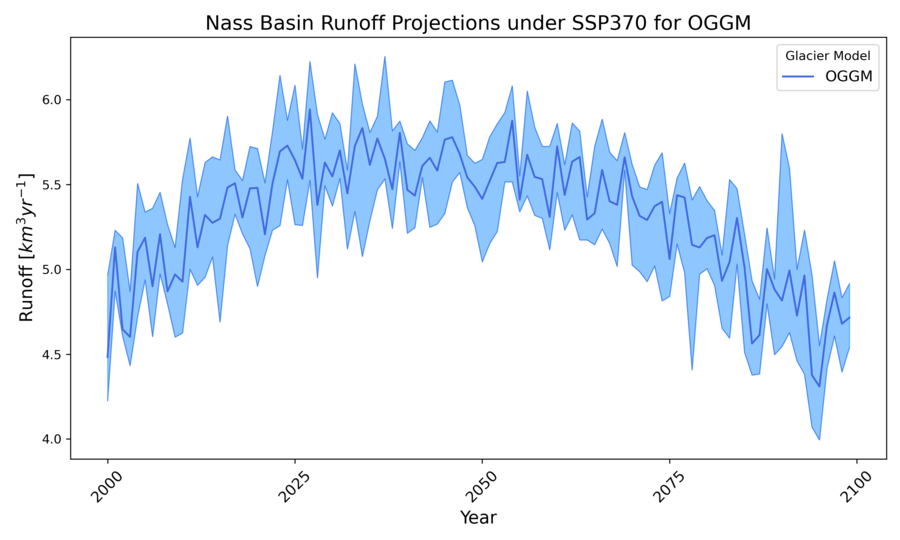 Nass Basin Runoff Projections under SSP370 for OGGM
Glacier Model
OGGM
6.0
5.5
5.0
4.5
4.0
Runoff [km³yr⁻¹]
2000
2025
2050
2075
2100
Year